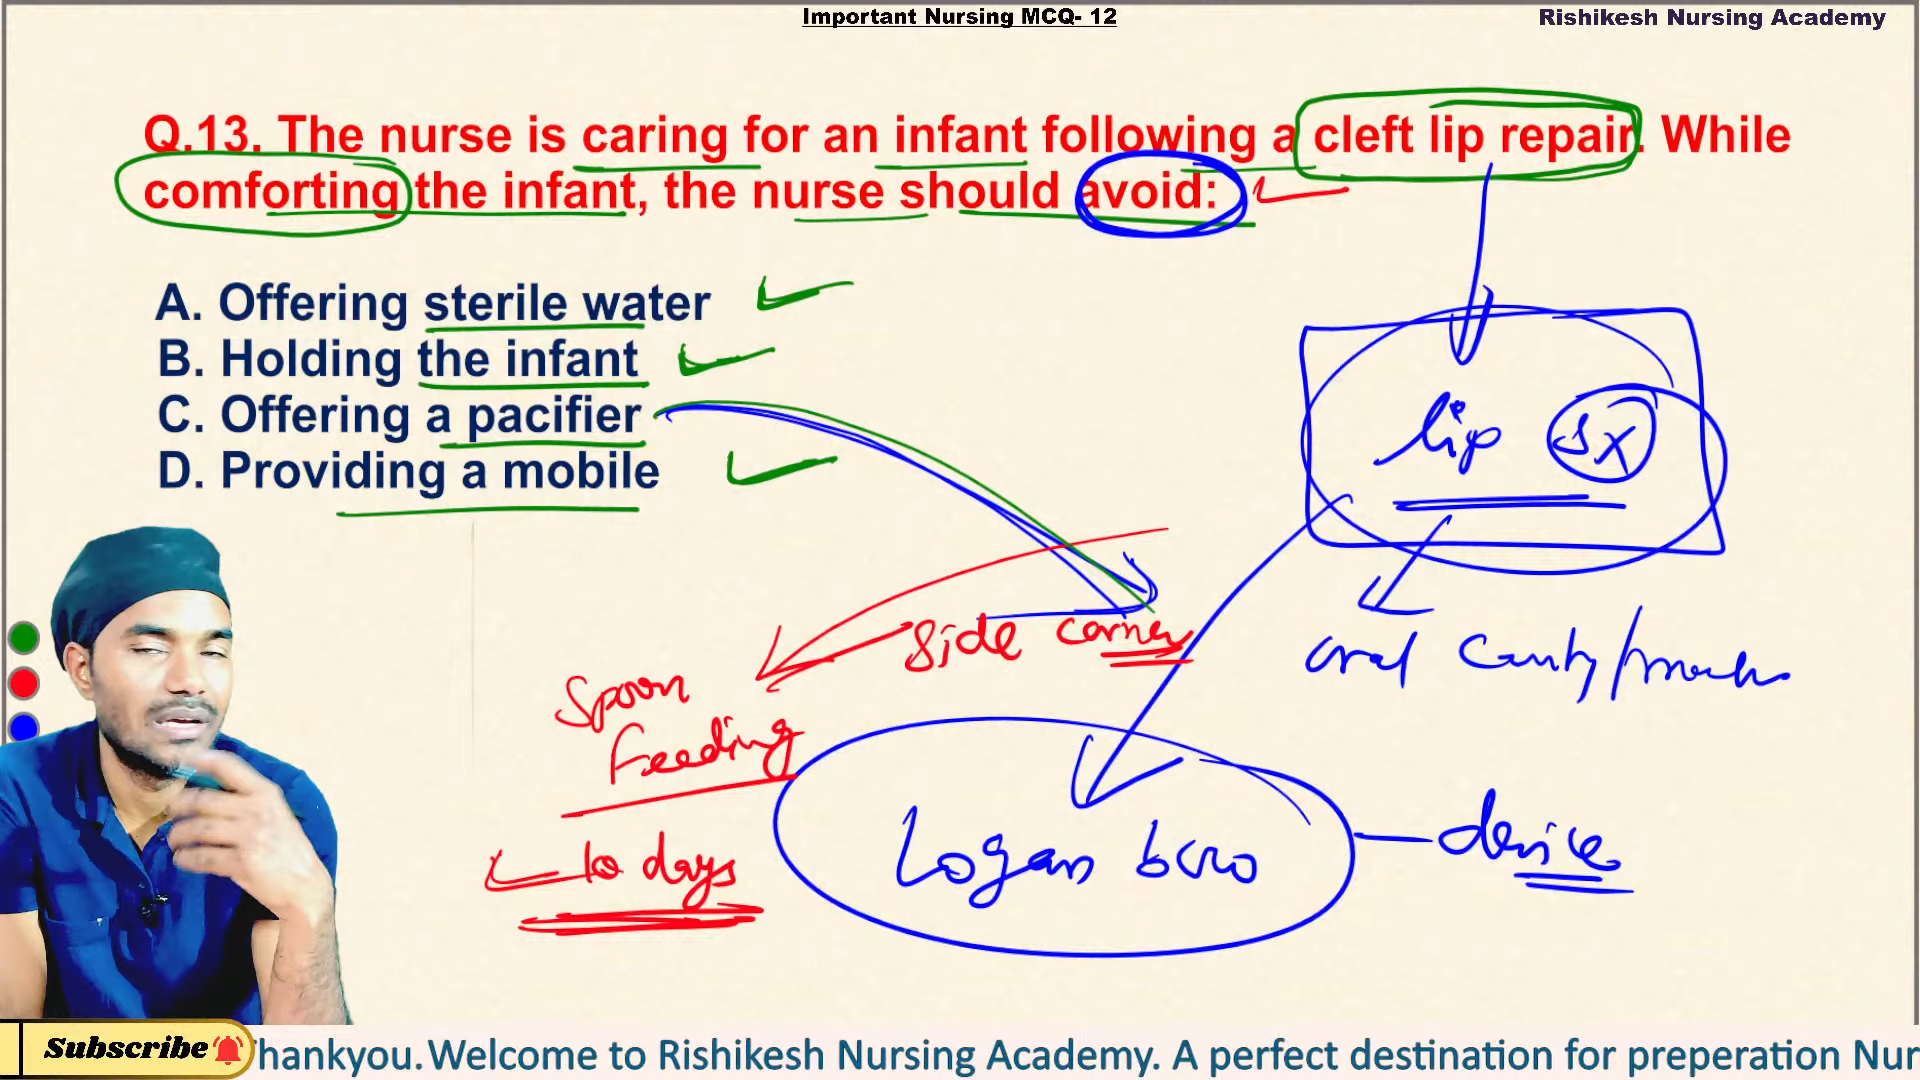 Important Nursing MCQ- 12
Rishikesh Nursing Academy
Q.13. The nurse is caring for an infant following a cleft lip repair. While
comforting the infant, the nurse should avoid:
A. Offering sterile water
B. Holding the infant
C. Offering a pacifier
D. Providing a mobile
lip Sx
side corner
oral cavity/
Spoon
Feeding
Logan
device
10 days
Subscribe
hankyou. Welcome to Rishikesh Nursing Academy. A perfect destination for preperation Nur